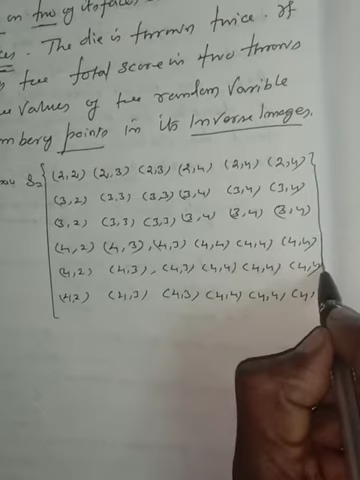 on two of its faces
The die is thrown twice. If
the total score in two throws
values of the random varible
points in its Inverse Images.
S = { (2,2) (2,3) (2,3) (2,4) (2,4) (2,4) }
(3,2) (3,3) (3,3) (3,4) (3,4) (3,4)
(3,2) (3,3) (3,3) (3,4) (3,4) (3,4)
(4,2) (4,3), (4,3) (4,4) (4,4) (4,4)
(4,2) (4,3), (4,3) (4,4) (4,4) (4,4)
(4,2) (4,3) (4,3) (4,4) (4,4) (4,